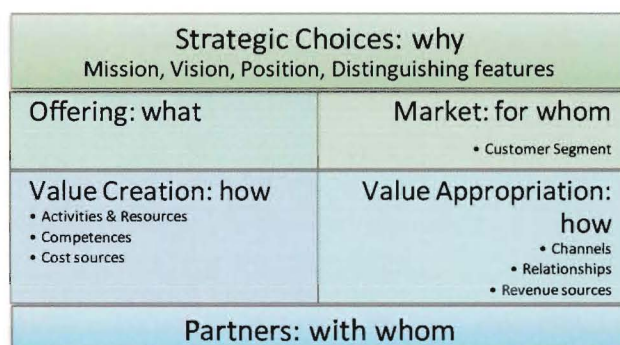 Strategic Choices: why
Mission, Vision, Position, Distinguishing features
Offering: what
Market: for whom
• Customer Segment
Value Creation: how
• Activities & Resources
• Competences
• Cost sources
Value Appropriation:
how
• Channels
• Relationships
• Revenue sources
Partners: with whom